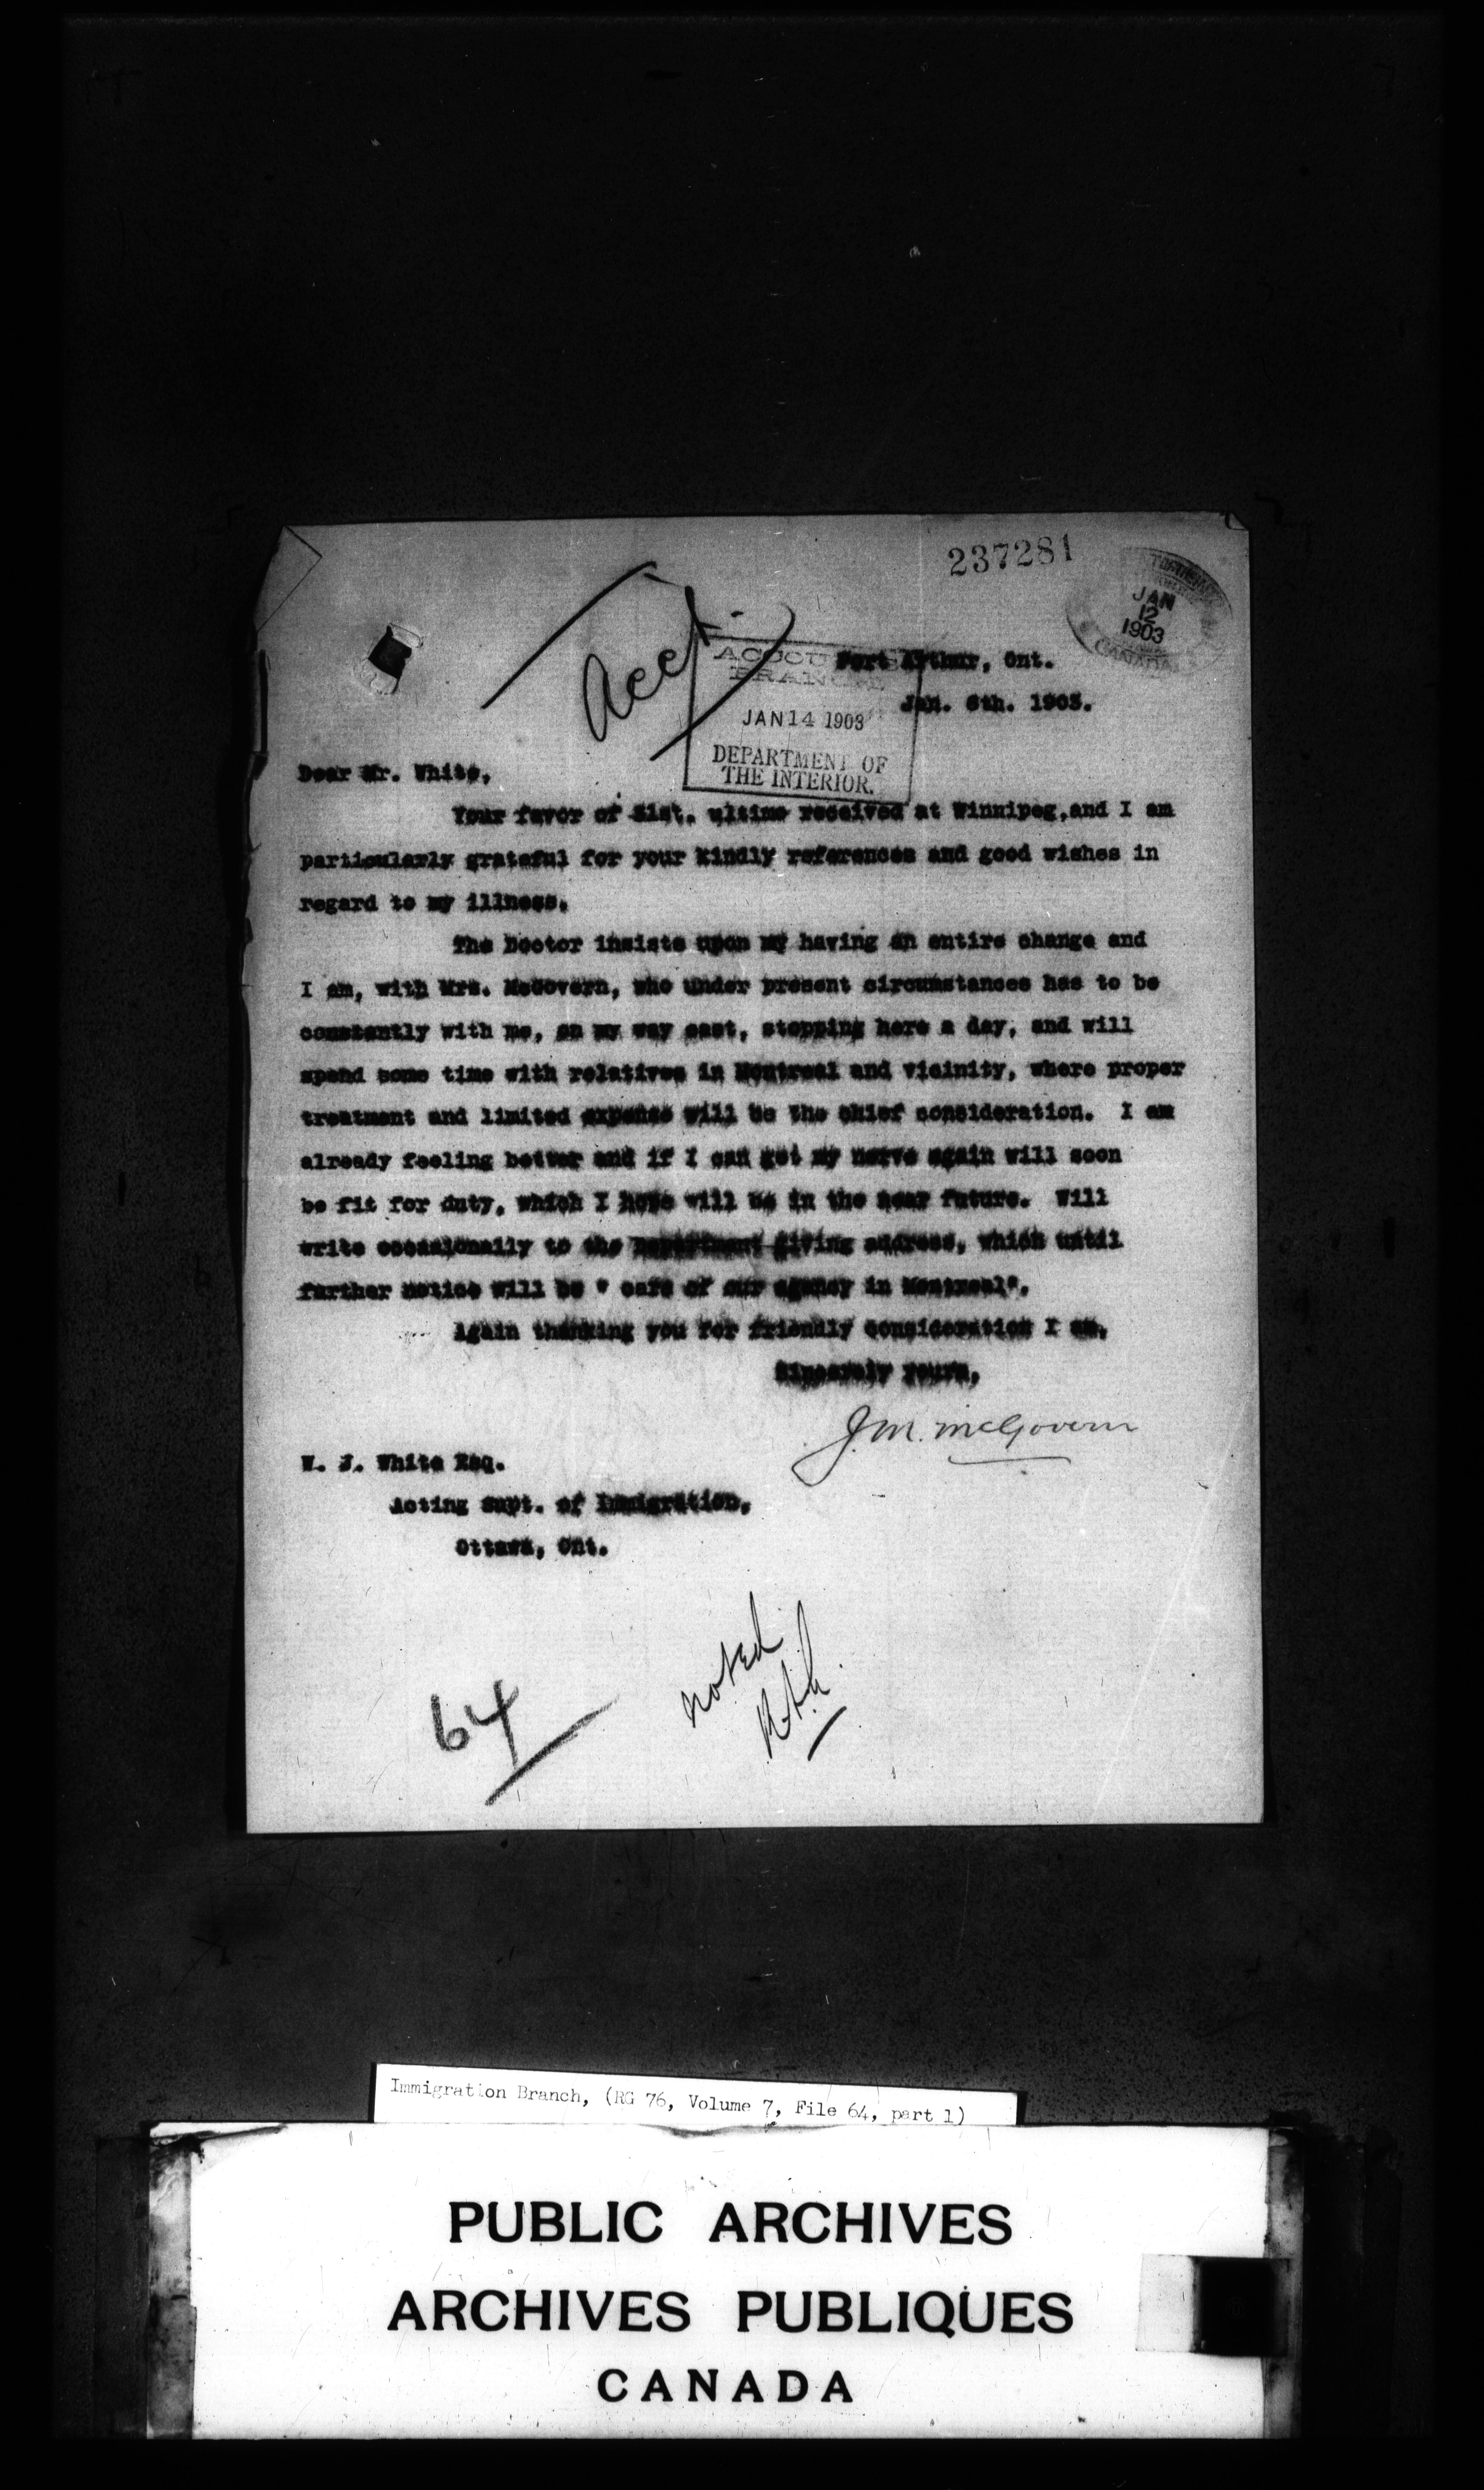 237281
JAN
12
1903
CANADA
Acct.
ACCOU
BRANCH
JAN 14 1903
DEPARTMENT OF
THE INTERIOR.
Port Arthur, Ont.
Jan. 6th. 1903.
Dear Mr. White,
Your favor of 31st. ultimo received at Winnipeg,and I am
particularly grateful for your kindly references and good wishes in
regard to my illness.
The Doctor insists upon my having an entire change and
I am, with Mrs. McGovern, who under present circumstances has to be
constantly with me, on my way east, stopping here a day, and will
spend some time with relatives in Montreal and vicinity, where proper
treatment and limited expense will be the chief consideration. I am
already feeling better and if I can get my nerve again will soon
be fit for duty, which I hope will be in the near future. Will
write occasionally to the Department giving address, which until
further notice will be " care of our agency in Montreal".
Again thanking you for friendly consideration I am,
Sincerely yours,
J.M. McGovern
W. J. White Esq.
Acting Supt. of Immigration,
Ottawa, Ont.
noted
64
Immigration Branch, (RG 76, Volume 7, File 64, part 1)
PUBLIC ARCHIVES
ARCHIVES PUBLIQUES
CANADA